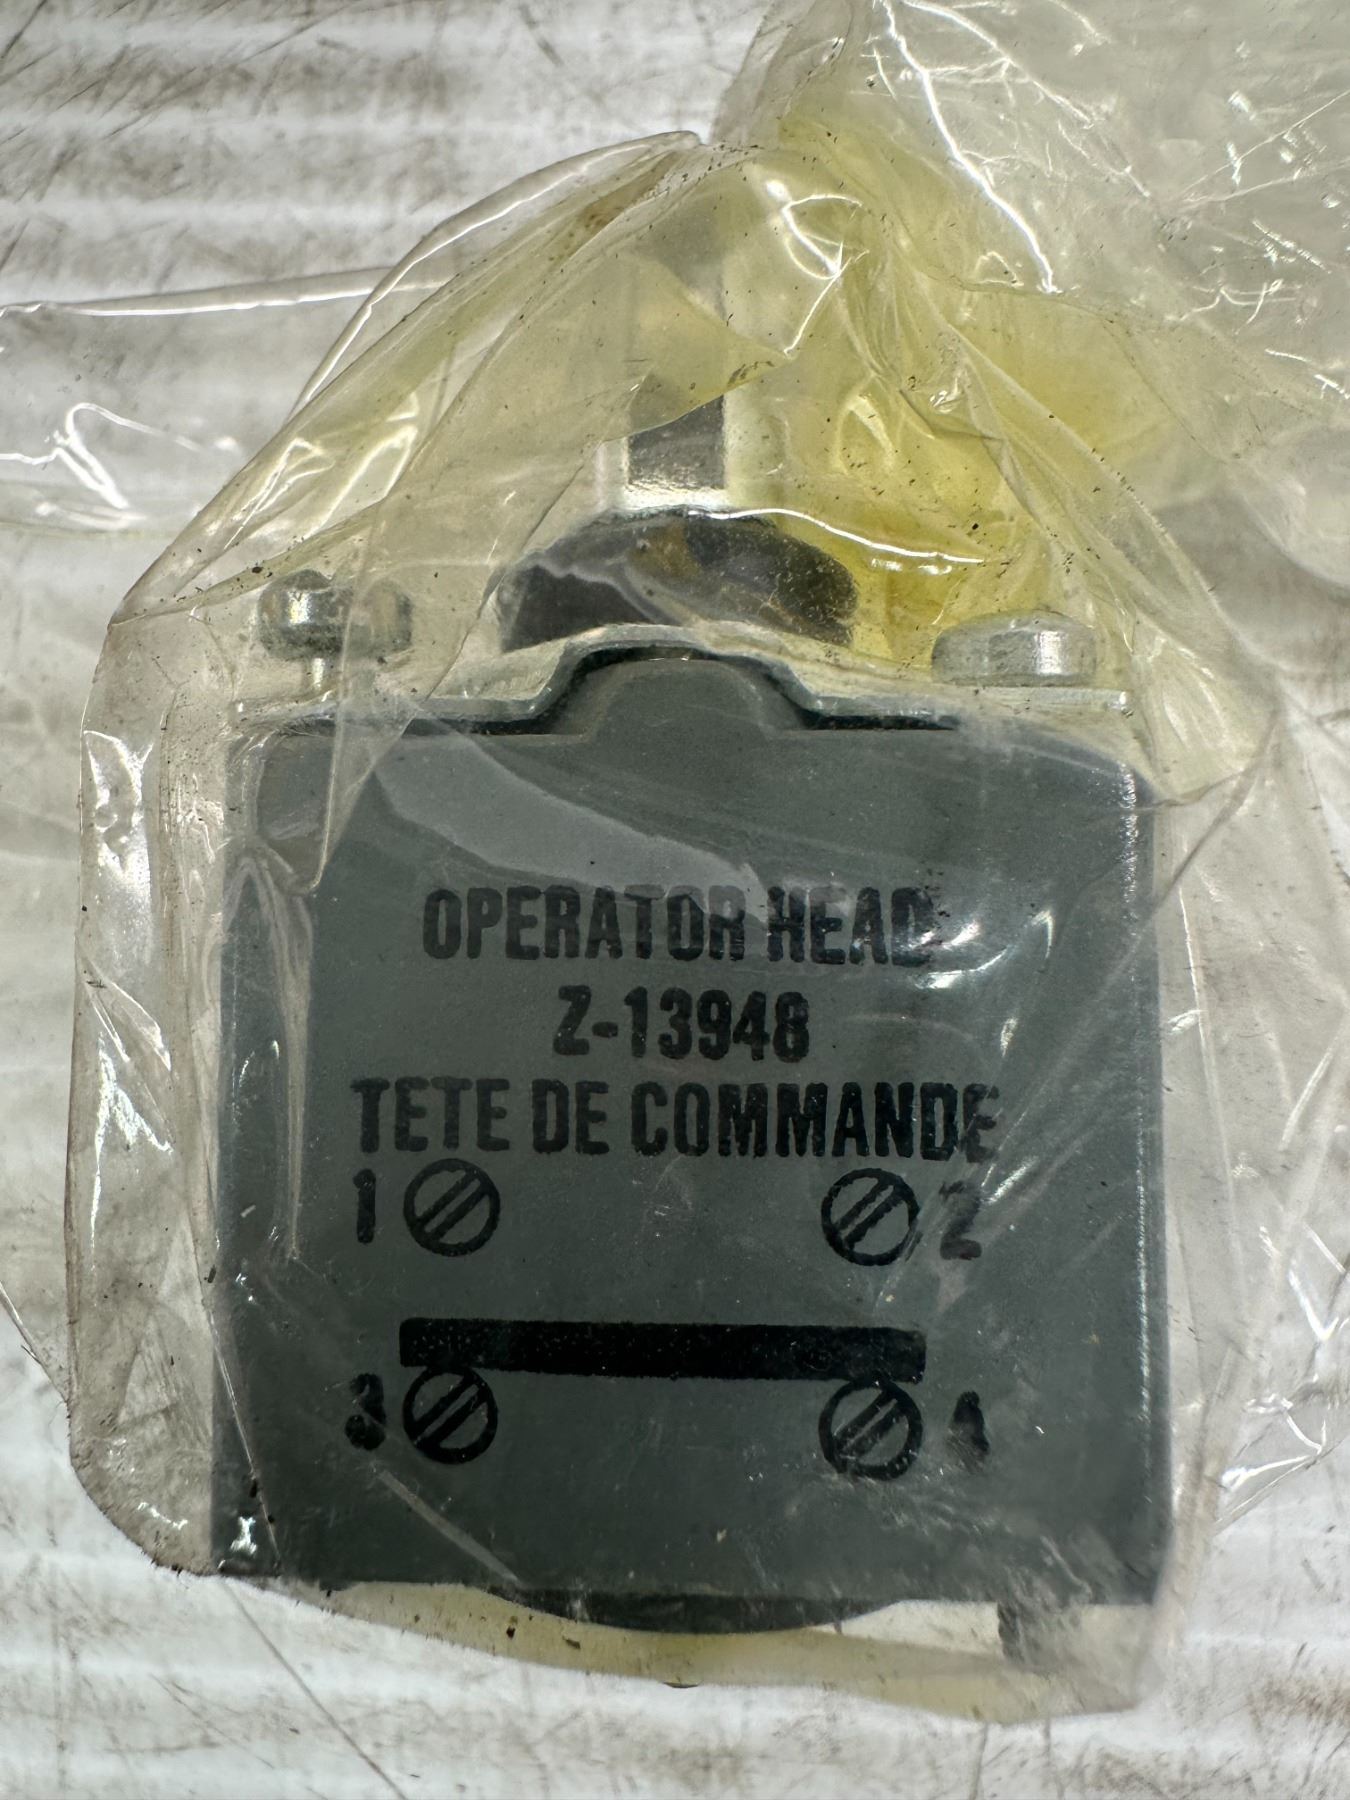 OPERATOR HEAD
Z-13948
TETE DE COMMANDE
1 2
3 4